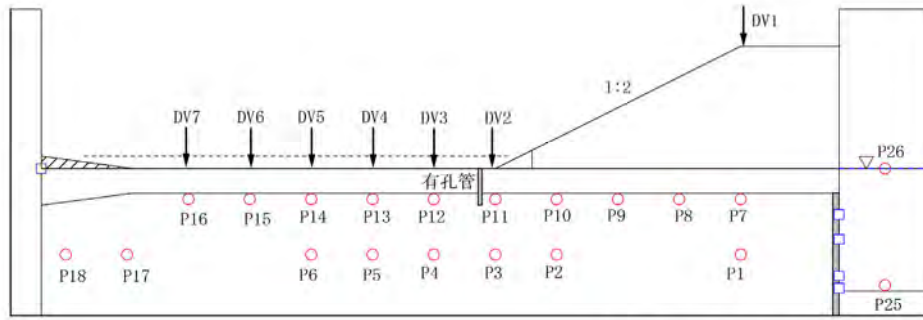 DV1
1:2
DV7 DV6 DV5 DV4 DV3 DV2
P26
有孔管
P16 P15 P14 P13 P12 P11 P10 P9 P8 P7
P18 P17 P6 P5 P4 P3 P2 P1
P25